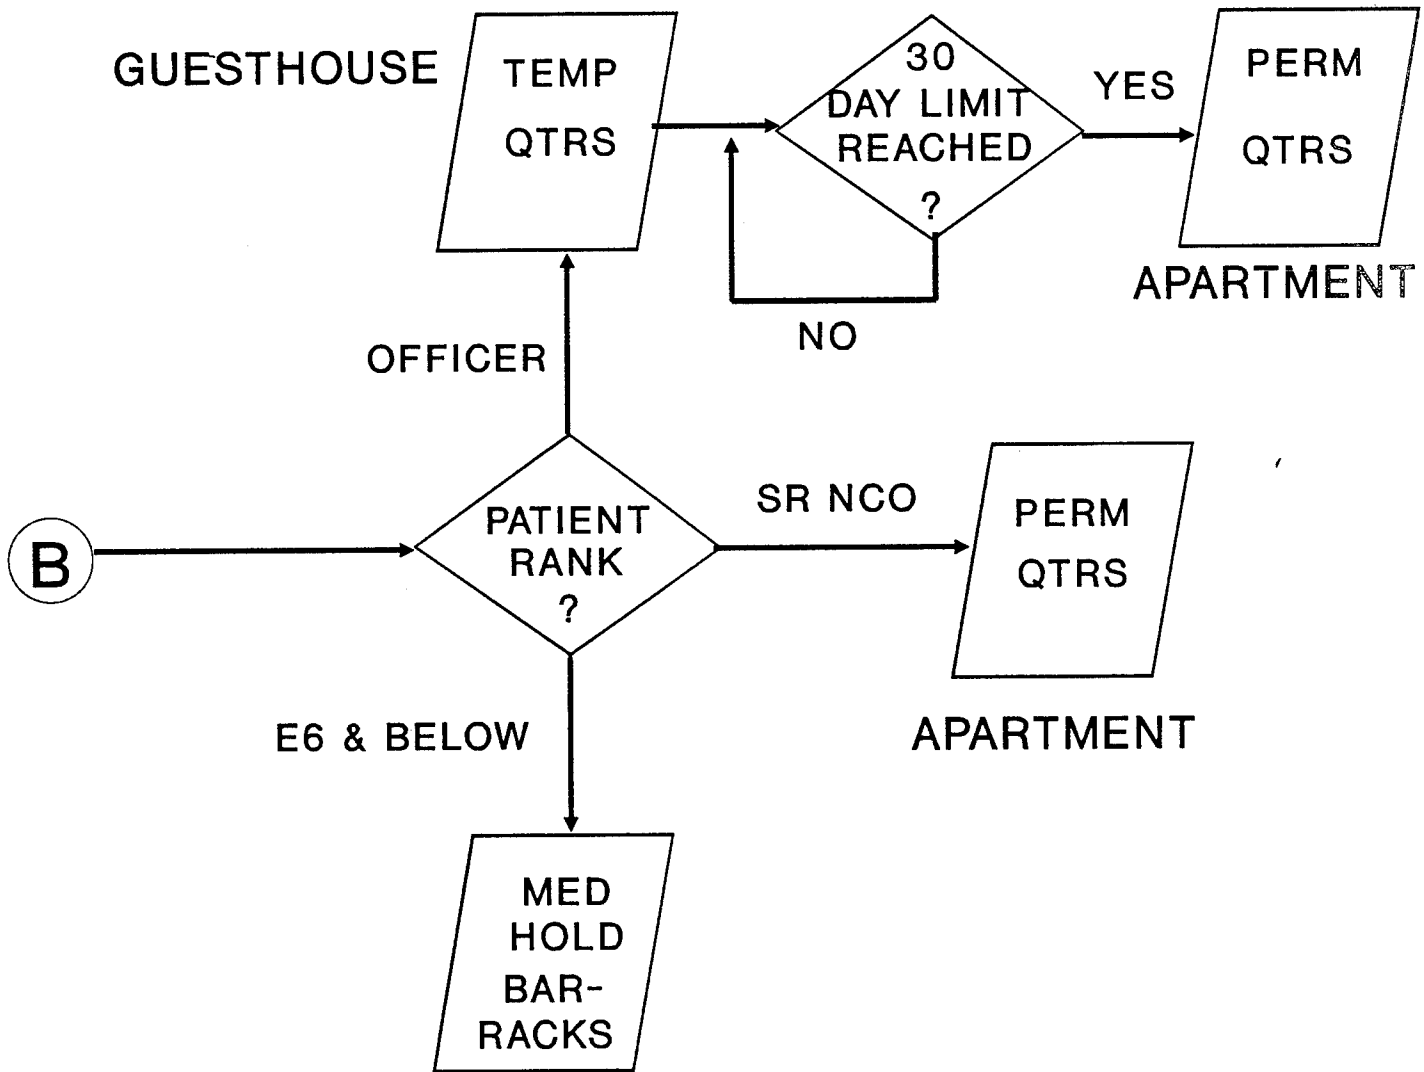 GUESTHOUSE
TEMP
QTRS
30
DAY LIMIT
REACHED
?
YES
PERM
QTRS
APARTMENT
NO
OFFICER
B
PATIENT
RANK
?
SR NCO
PERM
QTRS
APARTMENT
E6 & BELOW
MED
HOLD
BAR-
RACKS